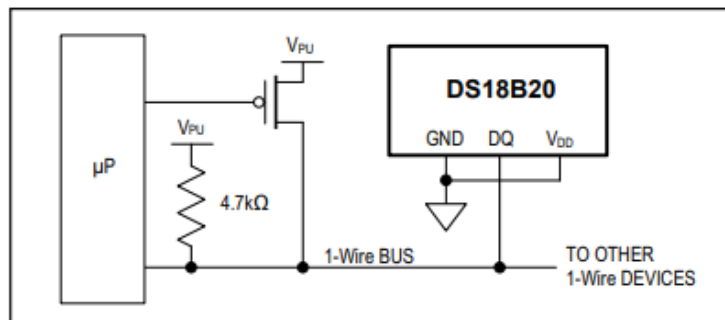 VPU
DS18B20
GND DQ VDD
VPU
µP
4.7kΩ
1-Wire BUS
TO OTHER
1-Wire DEVICES